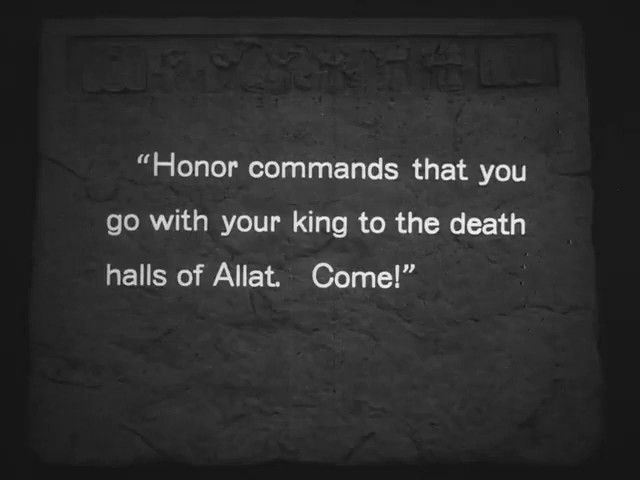 “Honor commands that you
go with your king to the death
halls of Allat. Come!”